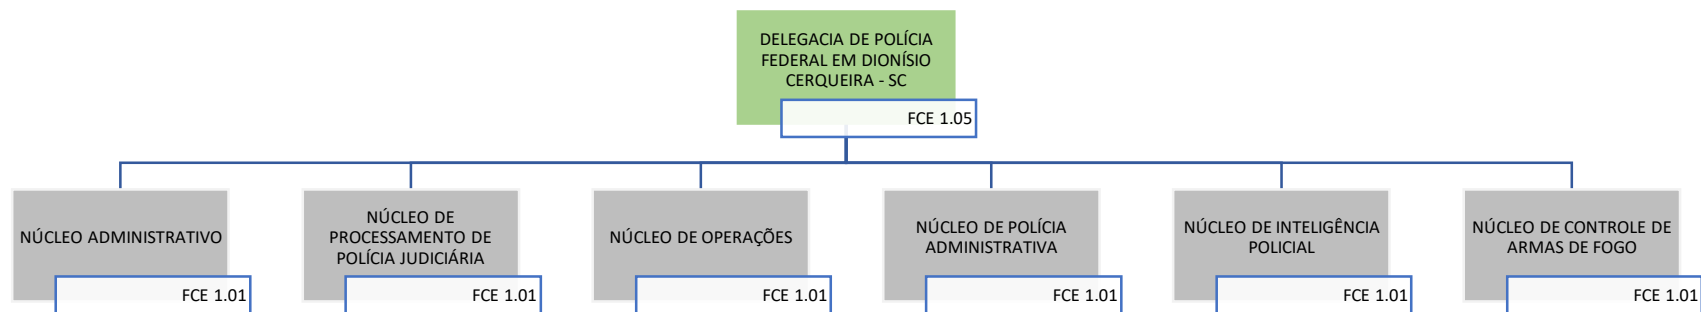 DELEGACIA DE POLÍCIA
FEDERAL EM DIONÍSIO
CERQUEIRA - SC
FCE 1.05
NÚCLEO ADMINISTRATIVO
FCE 1.01
NÚCLEO DE
PROCESSAMENTO DE
POLÍCIA JUDICIÁRIA
FCE 1.01
NÚCLEO DE OPERAÇÕES
FCE 1.01
NÚCLEO DE POLÍCIA
ADMINISTRATIVA
FCE 1.01
NÚCLEO DE INTELIGÊNCIA
POLICIAL
FCE 1.01
NÚCLEO DE CONTROLE DE
ARMAS DE FOGO
FCE 1.01